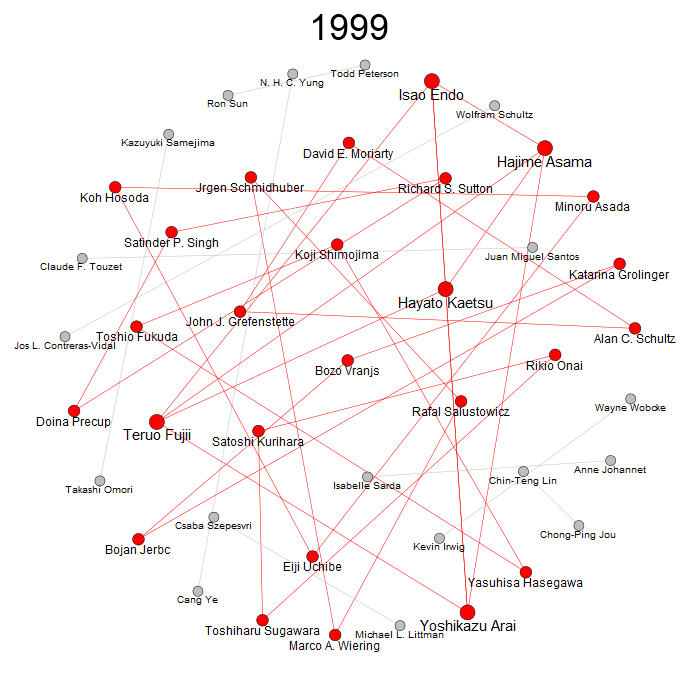 1999
Todd Peterson
N. H. C. Yung
Isao Endo
Ron Sun
Wolfram Schultz
Kazuyuki Samejima
David E. Moriarty
Hajime Asama
Jrgen Schmidhuber
Richard S. Sutton
Koh Hosoda
Minoru Asada
Satinder P. Singh
Koji Shimojima
Juan Miguel Santos
Claude F. Touzet
Katarina Grolinger
Hayato Kaetsu
John J. Grefenstette
Toshio Fukuda
Alan C. Schultz
Jos L. Contreras-Vidal
Bozo Vranjs
Rikio Onai
Wayne Wobcke
Rafal Salustowicz
Doina Precup
Teruo Fujii
Satoshi Kurihara
Anne Johannet
Isabelle Sarda
Chin-Teng Lin
Takashi Omori
Csaba Szepesvri
Chong-Ping Jou
Kevin Irwig
Bojan Jerbc
Eiji Uchibe
Yasuhisa Hasegawa
Cang Ye
Yoshikazu Arai
Toshiharu Sugawara
Michael L. Littman
Marco A. Wiering